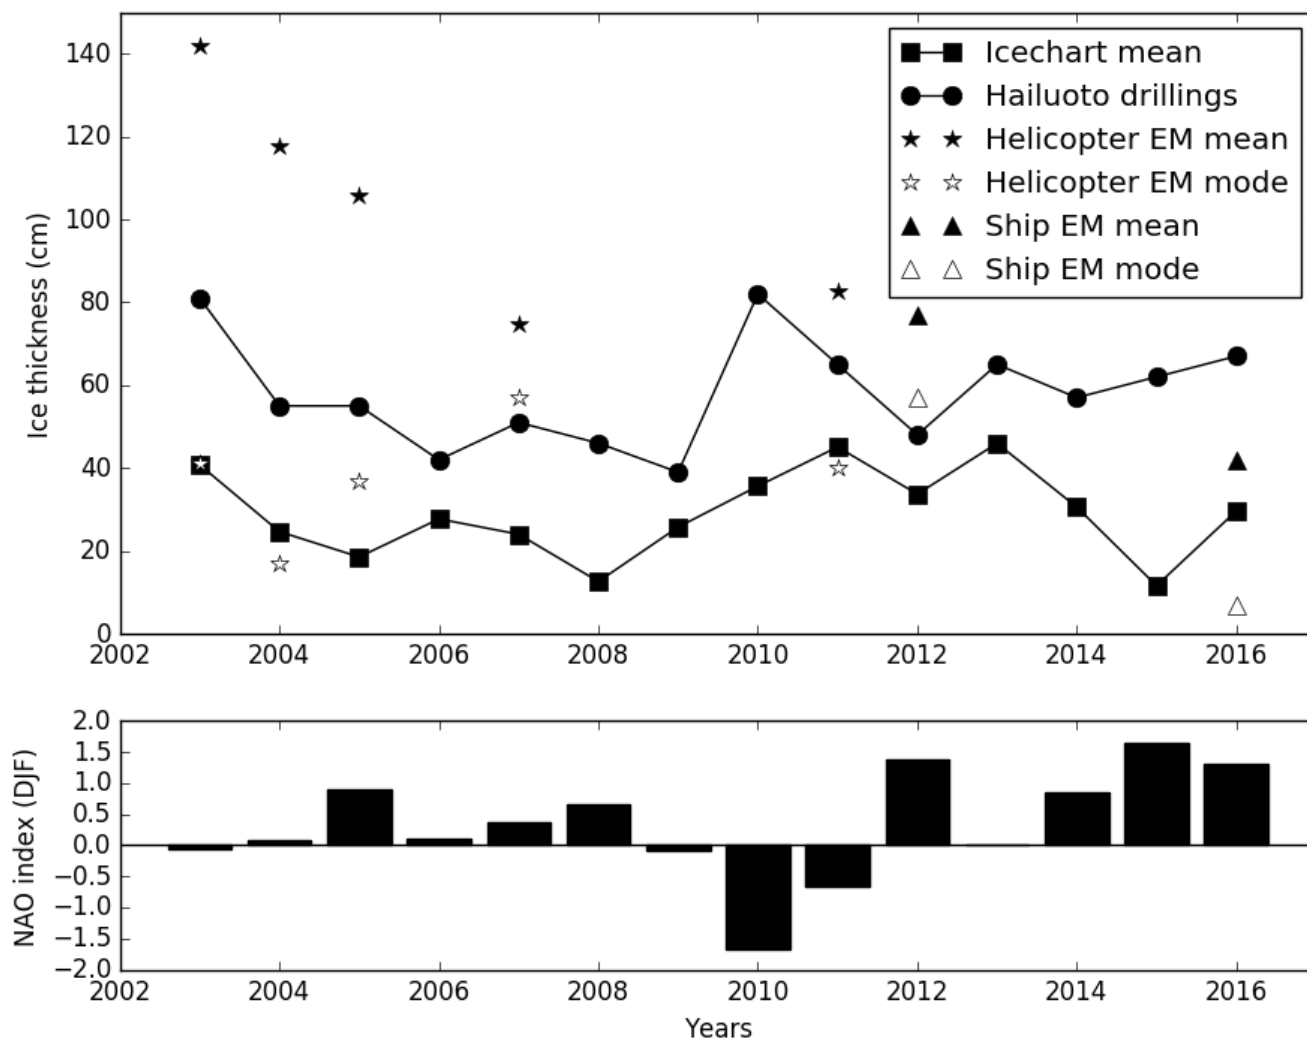 140
120
100
80
60
40
20
0
Ice thickness (cm)
Icechart mean
Hailuoto drillings
Helicopter EM mean
Helicopter EM mode
Ship EM mean
Ship EM mode
2002 2004 2006 2008 2010 2012 2014 2016
2.0
1.5
1.0
0.5
0.0
−0.5
−1.0
−1.5
−2.0
NAO index (DJF)
2002 2004 2006 2008 2010 2012 2014 2016
Years